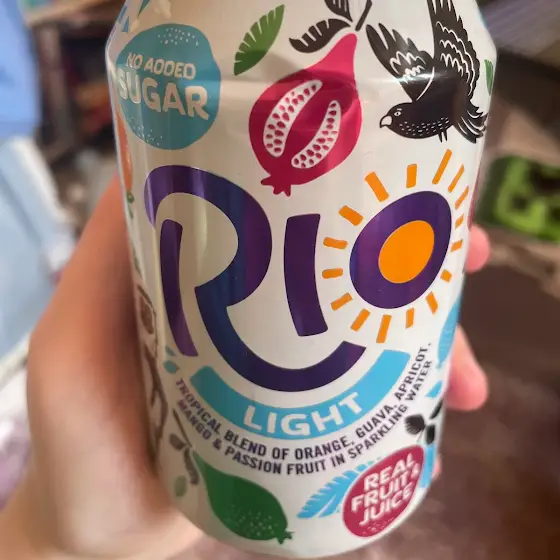 NO ADDED
SUGAR
RIO
LIGHT
TROPICAL BLEND OF ORANGE, GUAVA, APRICOT,
MANGO & PASSION FRUIT IN SPARKLING WATER
REAL
FRUIT &
JUICE